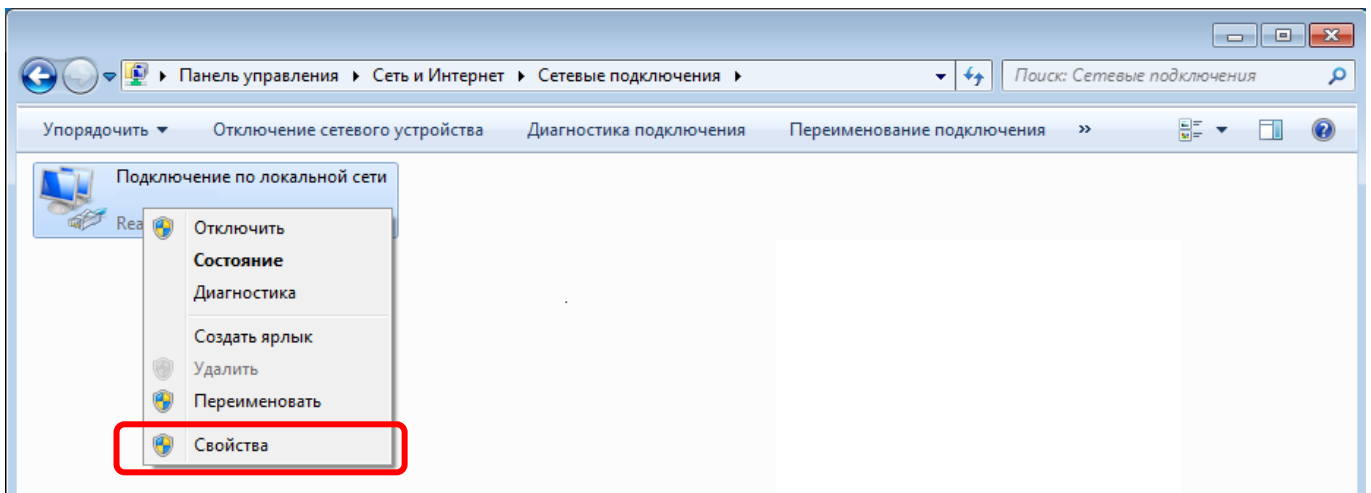 Панель управления ▸ Сеть и Интернет ▸ Сетевые подключения ▸
Поиск: Сетевые подключения
Упорядочить ▼ Отключение сетевого устройства Диагностика подключения Переименование подключения »
Подключение по локальной сети
Rea
Отключить
Состояние
Диагностика
Создать ярлык
Удалить
Переименовать
Свойства